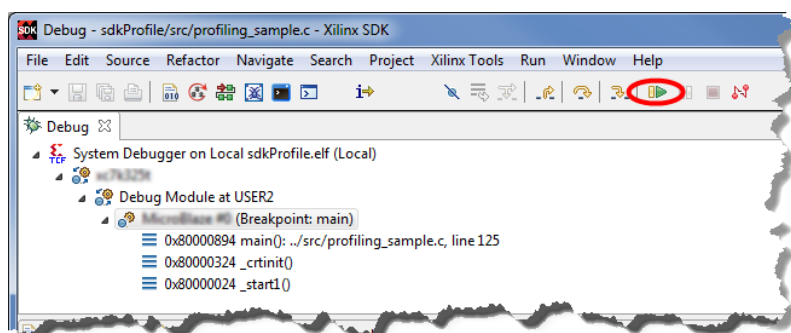 SDK Debug - sdkProfile/src/profiling_sample.c - Xilinx SDK
File Edit Source Refactor Navigate Search Project Xilinx Tools Run Window Help
010 i
Debug
TCF System Debugger on Local sdkProfile.elf (Local)
Debug Module at USER2
(Breakpoint: main)
0x80000894 main(): ../src/profiling_sample.c, line 125
0x80000324 _crtinit()
0x80000024 _start1()